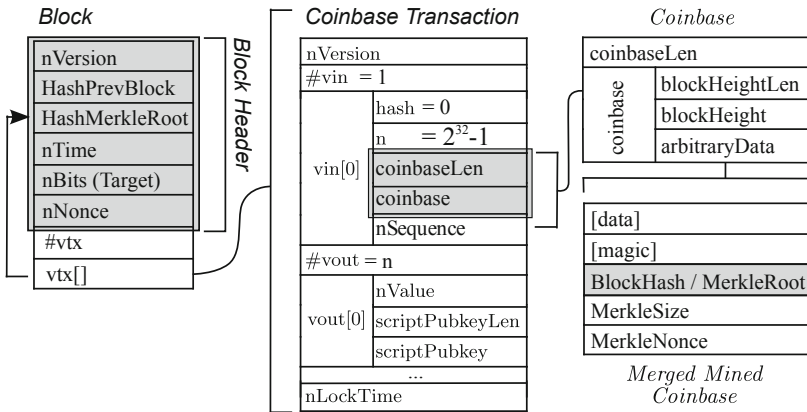 Block
nVersion
HashPrevBlock
HashMerkleRoot
nTime
nBits (Target)
nNonce
#vtx
vtx[]
Block Header
Coinbase Transaction
nVersion
#vin = 1
vin[0]
hash = 0
n = 2^32-1
coinbaseLen
coinbase
nSequence
#vout = n
vout[0]
nValue
scriptPubkeyLen
scriptPubkey
...
nLockTime
Coinbase
coinbaseLen
coinbase
blockHeightLen
blockHeight
arbitraryData
[data]
[magic]
BlockHash / MerkleRoot
MerkleSize
MerkleNonce
Merged Mined
Coinbase